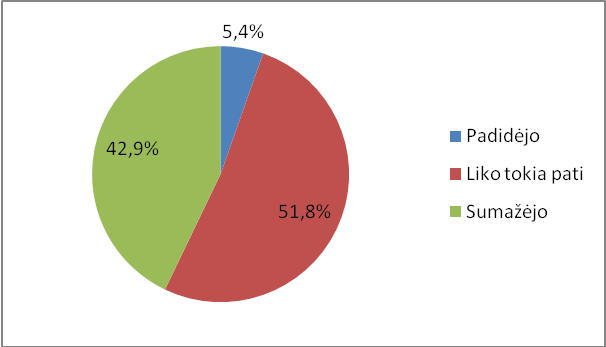 5,4%
42,9%
51,8%
Padidėjo
Liko tokia pati
Sumažėjo